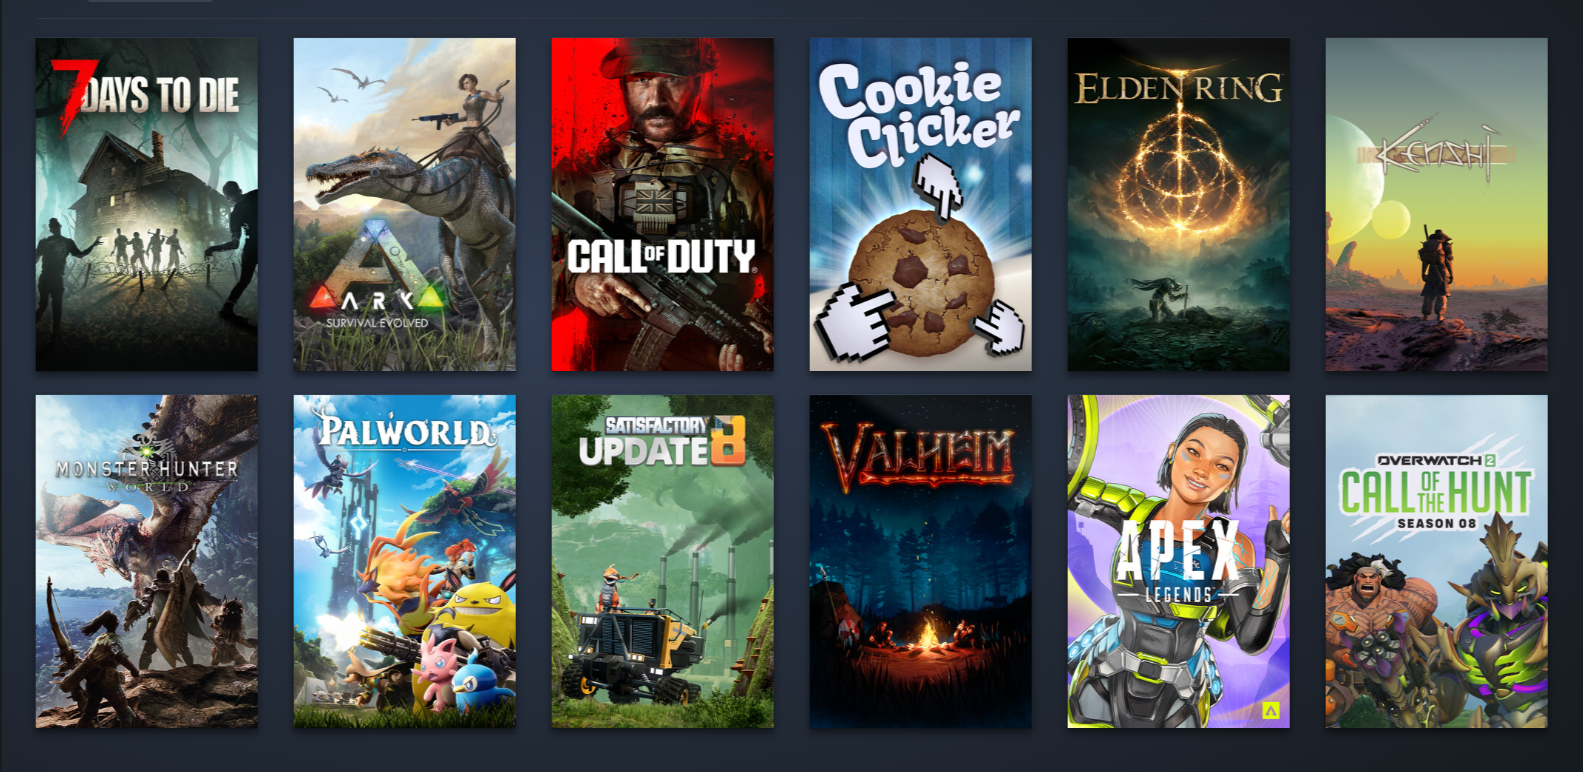 7 DAYS TO DIE
ARK
SURVIVAL EVOLVED
CALL OF DUTY®
Cookie
Clicker
ELDEN RING
KENSHI
MONSTER HUNTER
WORLD
PALWORLD
SATISFACTORY
UPDATE 8
VALHEIM
APEX
LEGENDS
OVERWATCH 2
CALL OF THE HUNT
SEASON 08